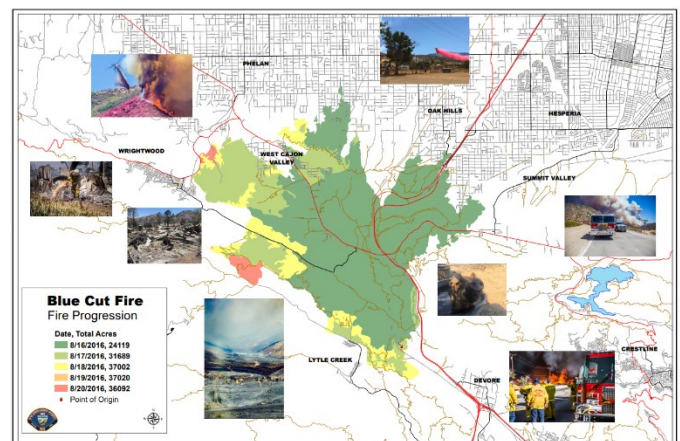 PHELAN
OAK HILLS
HESPERIA
WRIGHTWOOD
WEST CAJON
VALLEY
SUMMIT VALLEY
Blue Cut Fire
Fire Progression
Date, Total Acres
8/16/2016, 24119
8/17/2016, 31689
8/18/2016, 37002
8/19/2016, 37020
8/20/2016, 36092
Point of Origin
LYTLE CREEK
CRESTLINE
DEVORE